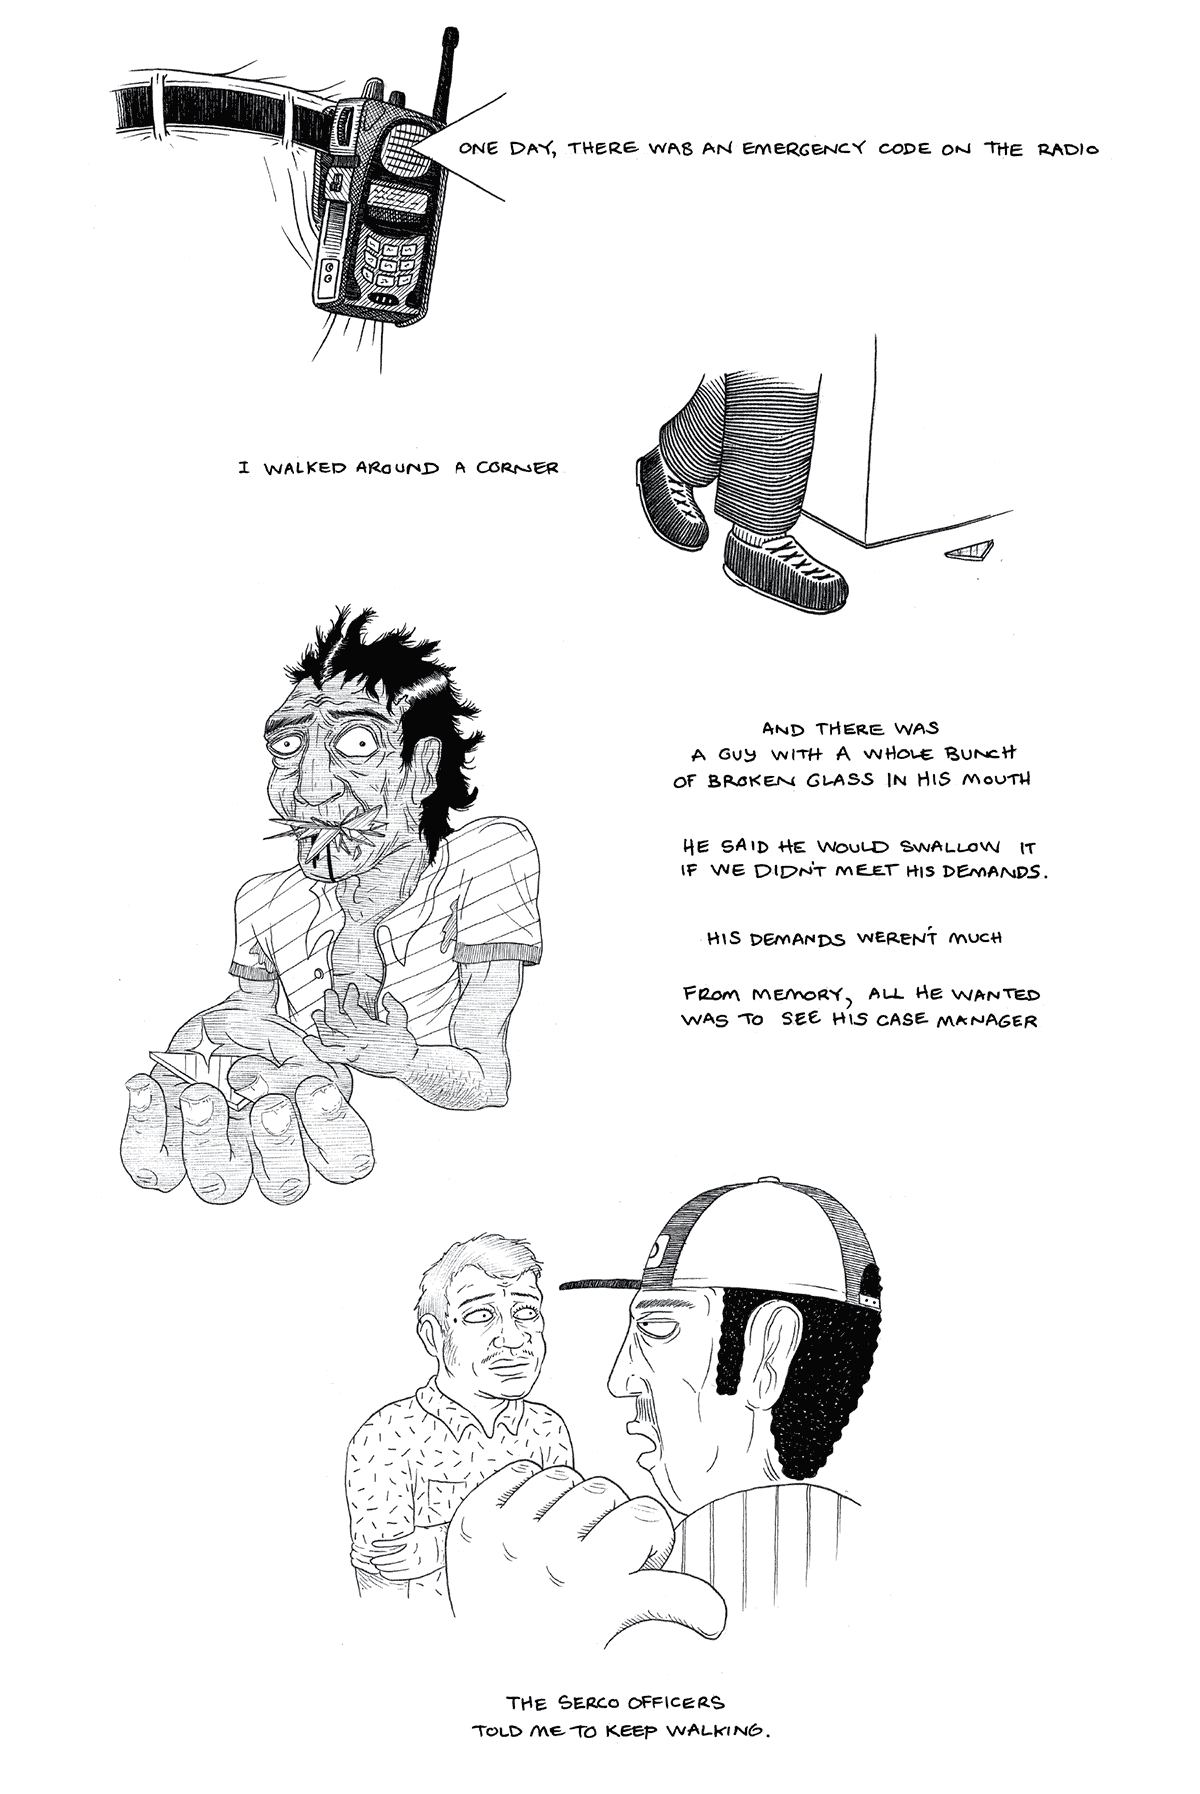 ONE DAY, THERE WAS AN EMERGENCY CODE ON THE RADIO
I WALKED AROUND A CORNER
AND THERE WAS
A GUY WITH A WHOLE BUNCH
OF BROKEN GLASS IN HIS MOUTH
HE SAID HE WOULD SWALLOW IT
IF WE DIDN'T MEET HIS DEMANDS.
HIS DEMANDS WEREN'T MUCH
FROM MEMORY, ALL HE WANTED
WAS TO SEE HIS CASE MANAGER
THE SERCO OFFICERS
TOLD ME TO KEEP WALKING.